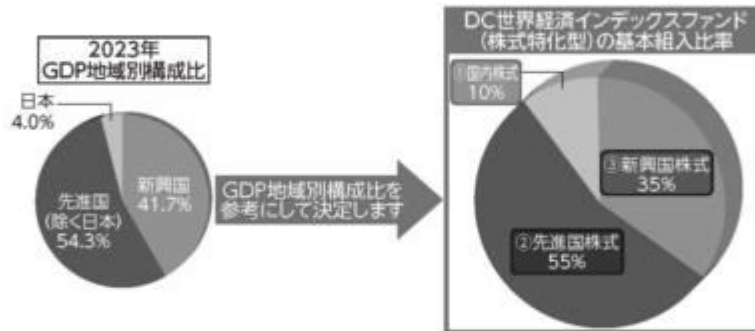 2023年
GDP地域別構成比
日本
4.0%
新興国
41.7%
先進国
(除く日本)
54.3%
GDP地域別構成比を
参考にして決定します
DC世界経済インデックスファンド
(株式特化型)の基本組入比率
①国内株式
10%
③新興国株式
35%
②先進国株式
55%